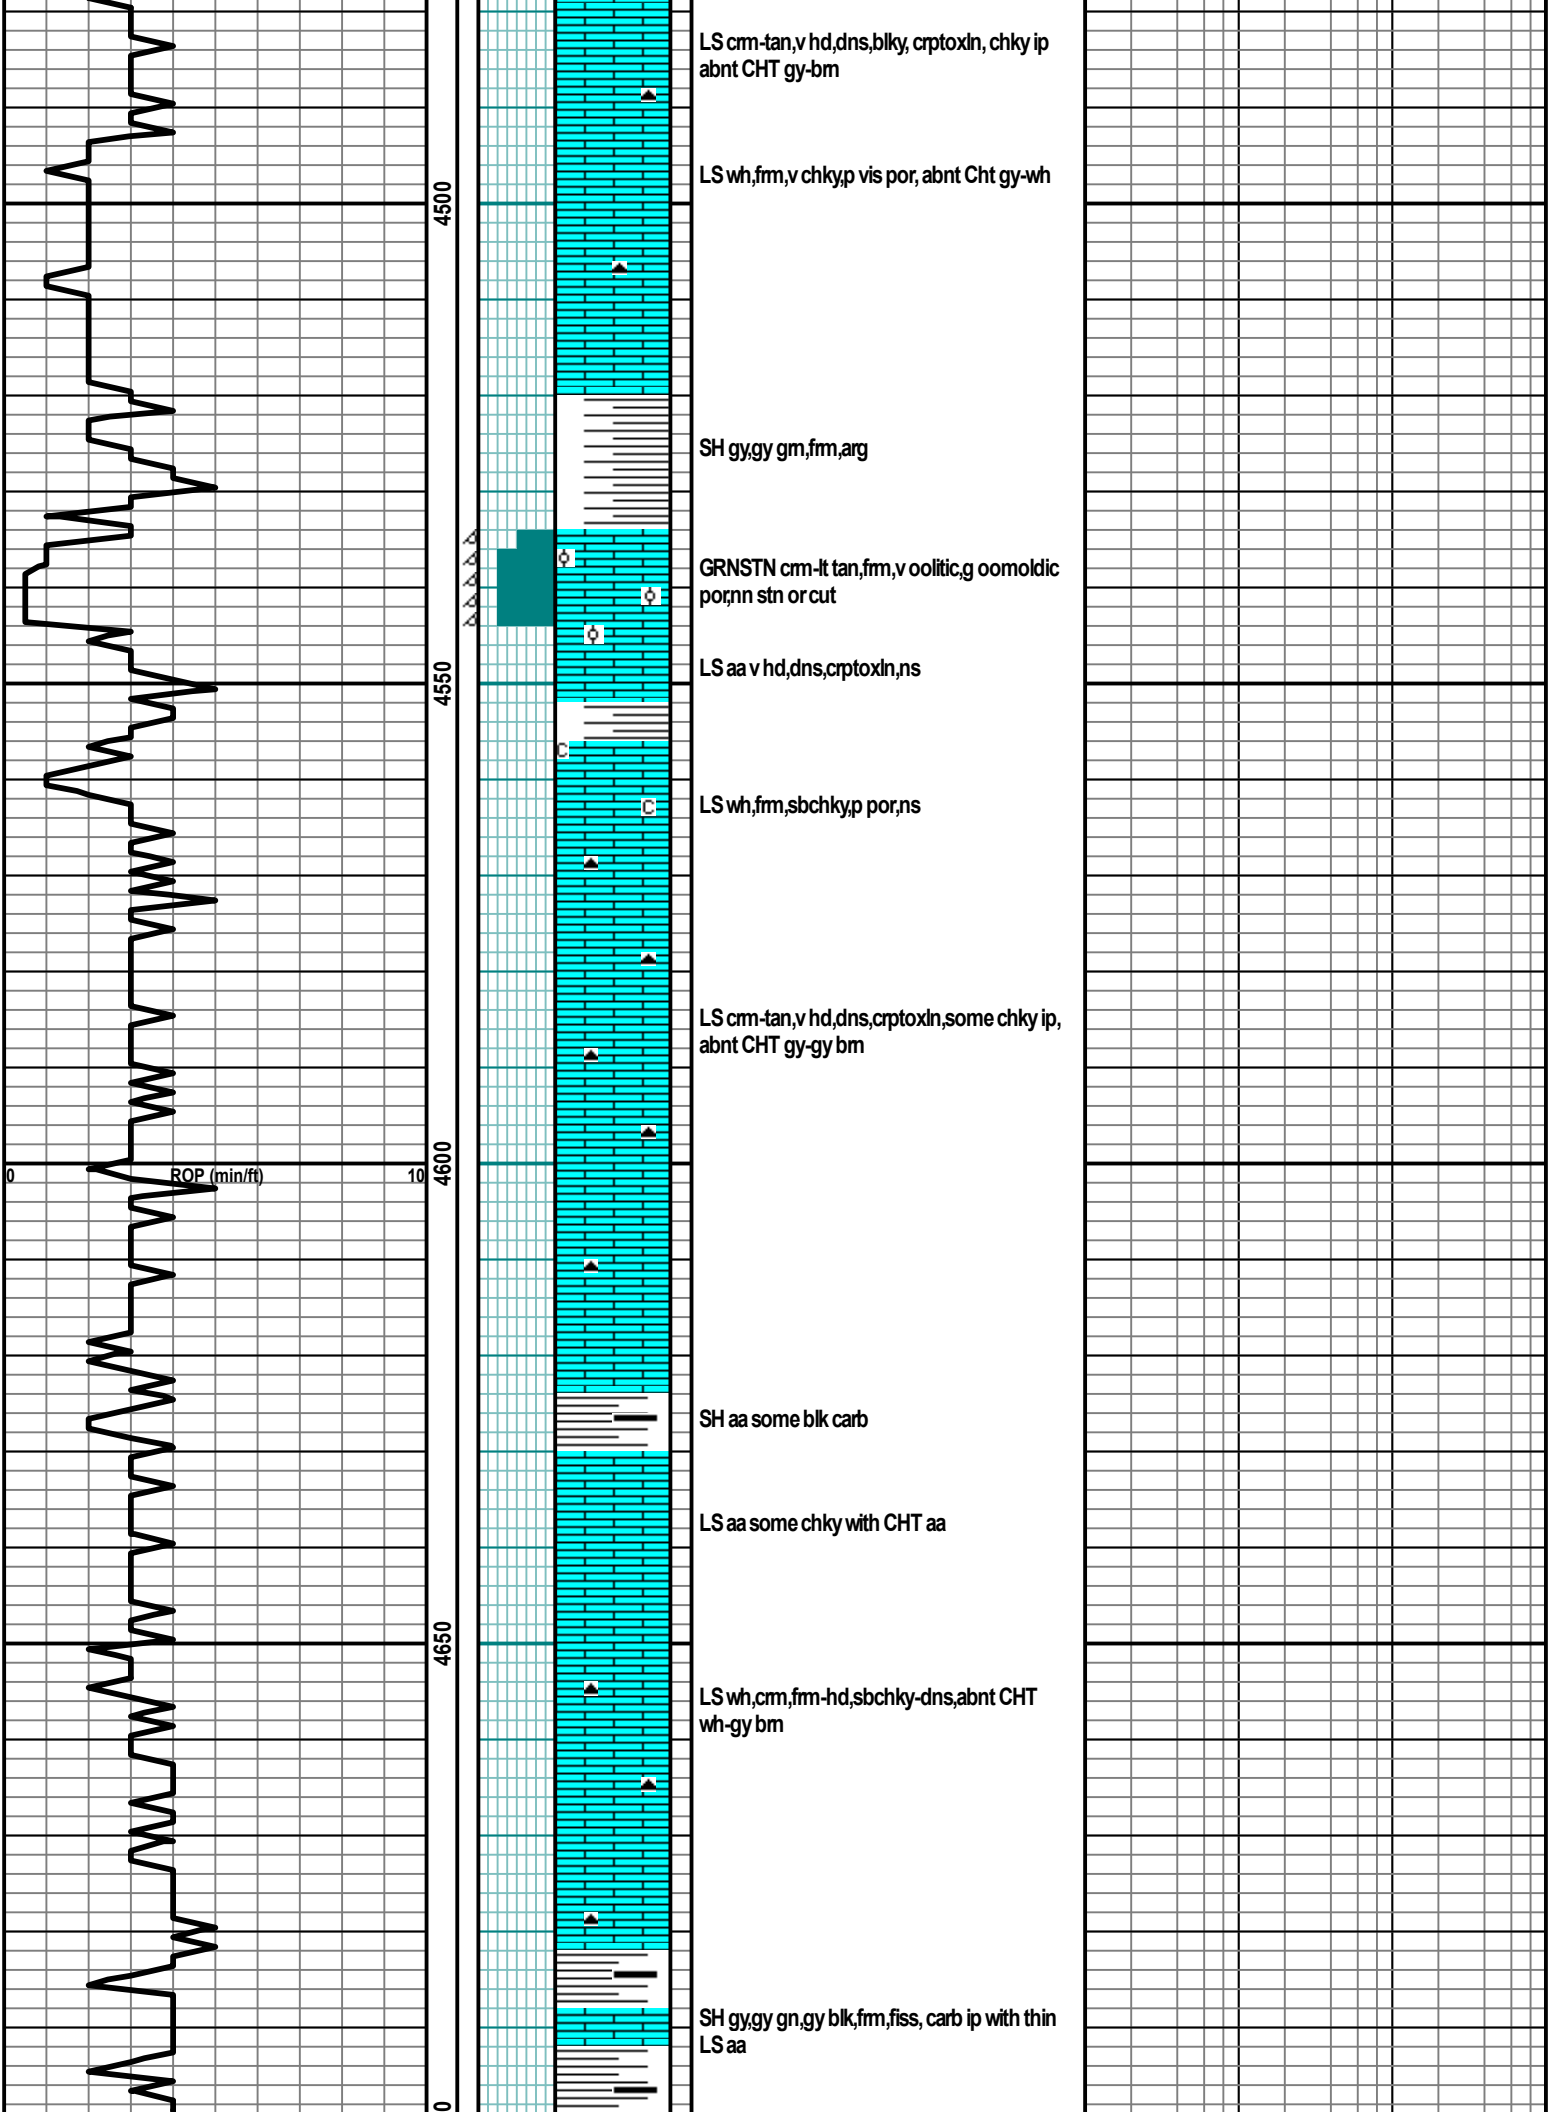 LS crm-tan,v hd,dns,blky, crptoxln, chky ip
abnt CHT gy-brn
LS wh,frm,v chky,p vis por, abnt Cht gy-wh
4500
SH gy,gy grn,frm,arg
GRNSTN crm-lt tan,frm,v oolitic,g oomoldic
por,nn stn or cut
LS aa v hd,dns,crptoxln,ns
4550
C
LS wh,frm,sbchky,p por,ns
C
LS crm-tan,v hd,dns,crptoxln,some chky ip,
abnt CHT gy-gy brn
0 ROP (min/ft) 10
4600
SH aa some blk carb
LS aa some chky with CHT aa
4650
LS wh,crm,frm-hd,sbchky-dns,abnt CHT
wh-gy brn
SH gy,gy gn,gy blk,frm,fiss, carb ip with thin
LS aa
0